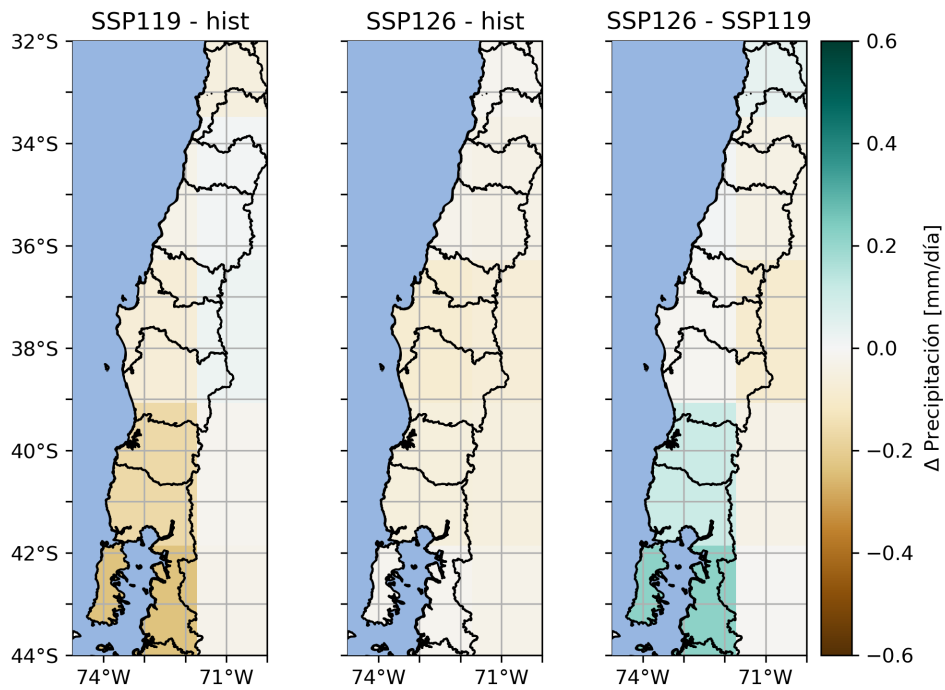 SSP119 - hist
SSP126 - hist
SSP126 - SSP119
32°S
34°S
36°S
38°S
40°S
42°S
44°S
74°W 71°W
74°W 71°W
74°W 71°W
0.6
0.4
0.2
0.0
−0.2
−0.4
−0.6
Δ Precipitación [mm/día]